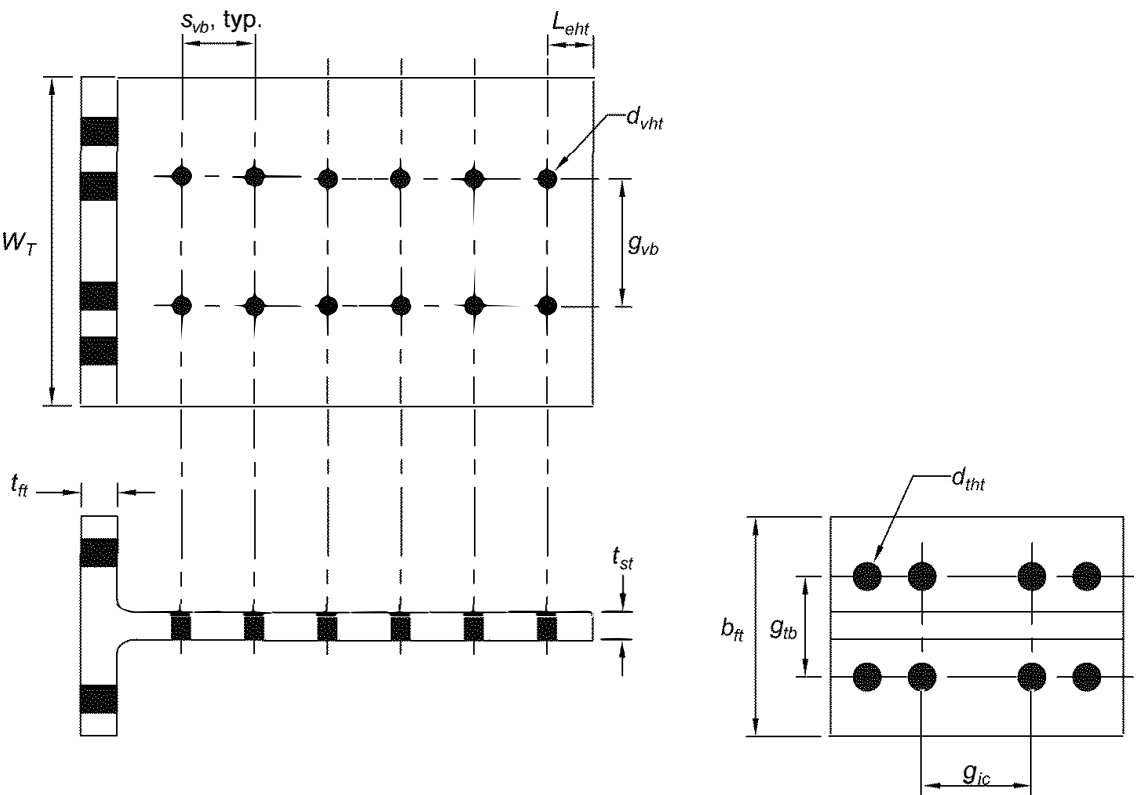 s_vb, typ.
L_eht
d_vht
W_T
g_vb
t_ft
t_st
d_tht
b_ft
g_tb
g_ic